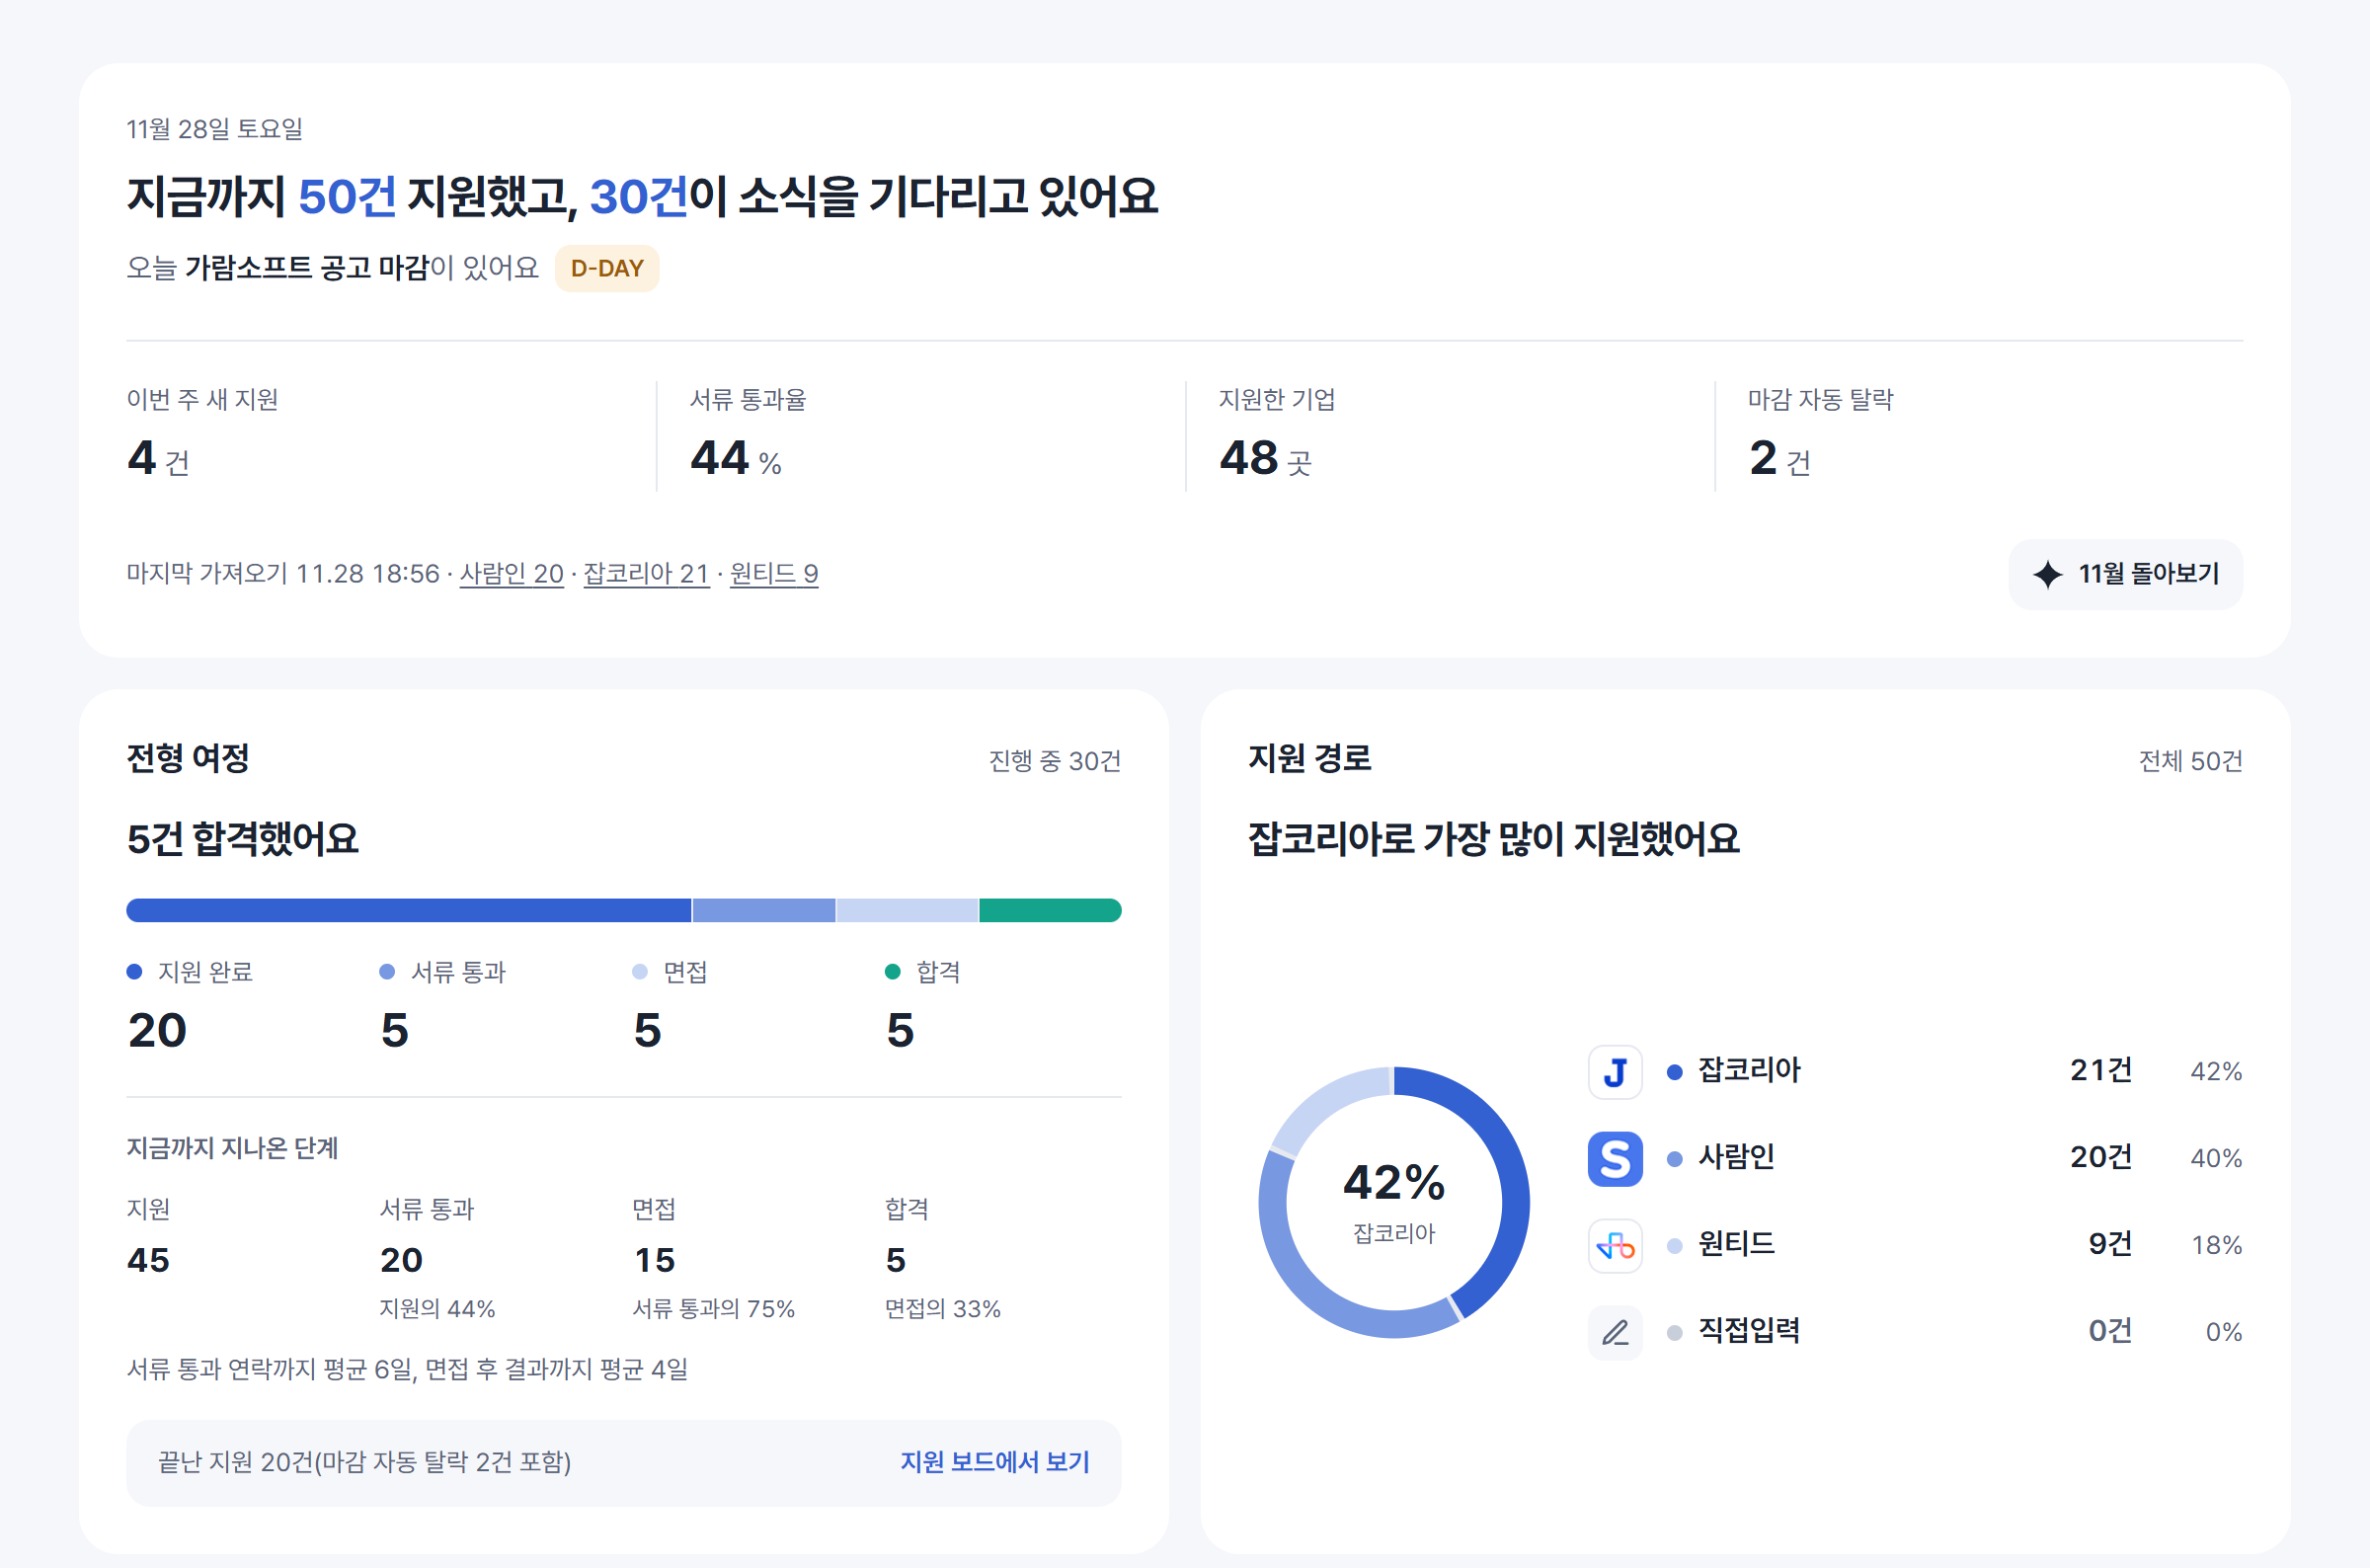 11월 28일 토요일
지금까지 50건 지원했고, 30건이 소식을 기다리고 있어요
오늘 가람소프트 공고 마감이 있어요 D-DAY
이번 주 새 지원
4 건
서류 통과율
44 %
지원한 기업
48 곳
마감 자동 탈락
2 건
마지막 가져오기 11.28 18:56 · 사람인 20 · 잡코리아 21 · 원티드 9
11월 돌아보기
전형 여정
진행 중 30건
5건 합격했어요
지원 완료
20
서류 통과
5
면접
5
합격
5
지금까지 지나온 단계
지원
45
서류 통과
20
지원의 44%
면접
15
서류 통과의 75%
합격
5
면접의 33%
서류 통과 연락까지 평균 6일, 면접 후 결과까지 평균 4일
끝난 지원 20건(마감 자동 탈락 2건 포함)
지원 보드에서 보기
지원 경로
전체 50건
잡코리아로 가장 많이 지원했어요
42%
잡코리아
J 잡코리아 21건 42%
S 사람인 20건 40%
원티드 9건 18%
직접입력 0건 0%